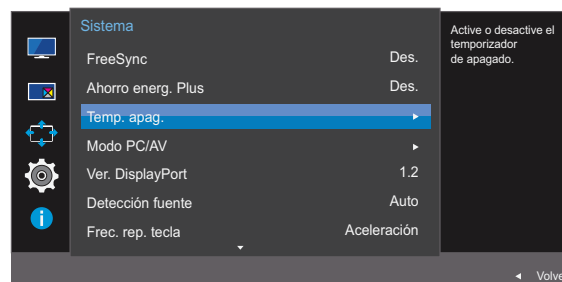 Sistema
FreeSync Des.
Ahorro energ. Plus Des.
Temp. apag.
Modo PC/AV
Ver. DisplayPort 1.2
Detección fuente Auto
Frec. rep. tecla Aceleración
Active o desactive el
temporizador
de apagado.
Volve